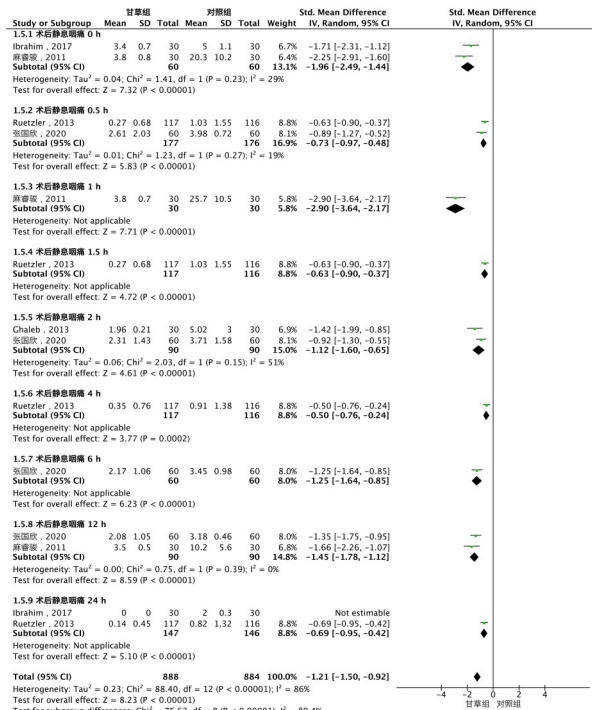 甘草组 对照组 Std. Mean Difference Std. Mean Difference
Study or Subgroup Mean SD Total Mean SD Total Weight IV, Random, 95% CI IV, Random, 95% CI
1.5.1 术后静息咽痛 0 h
Ibrahim , 2017 3.4 0.7 30 5 1.1 30 6.7% -1.71 [-2.31, -1.12]
麻睿骏 , 2011 3.8 0.8 30 20.3 10.2 30 6.4% -2.25 [-2.91, -1.60]
Subtotal (95% CI) 60 60 13.1% -1.96 [-2.49, -1.44]
Heterogeneity: Tau² = 0.04; Chi² = 1.41, df = 1 (P = 0.23); I² = 29%
Test for overall effect: Z = 7.32 (P < 0.00001)
1.5.2 术后静息咽痛 0.5 h
Ruetzler , 2013 0.27 0.68 117 1.03 1.55 116 8.8% -0.63 [-0.90, -0.37]
张国欣 , 2020 2.61 2.03 60 3.98 0.72 60 8.1% -0.89 [-1.27, -0.52]
Subtotal (95% CI) 177 176 16.9% -0.73 [-0.97, -0.48]
Heterogeneity: Tau² = 0.01; Chi² = 1.23, df = 1 (P = 0.27); I² = 19%
Test for overall effect: Z = 5.83 (P < 0.00001)
1.5.3 术后静息咽痛 1 h
麻睿骏 , 2011 3.8 0.7 30 25.7 10.5 30 5.8% -2.90 [-3.64, -2.17]
Subtotal (95% CI) 30 30 5.8% -2.90 [-3.64, -2.17]
Heterogeneity: Not applicable
Test for overall effect: Z = 7.71 (P < 0.00001)
1.5.4 术后静息咽痛 1.5 h
Ruetzler , 2013 0.27 0.68 117 1.03 1.55 116 8.8% -0.63 [-0.90, -0.37]
Subtotal (95% CI) 117 116 8.8% -0.63 [-0.90, -0.37]
Heterogeneity: Not applicable
Test for overall effect: Z = 4.72 (P < 0.00001)
1.5.5 术后静息咽痛 2 h
Ghaleb , 2013 1.96 0.21 30 5.02 3 30 6.9% -1.42 [-1.99, -0.85]
张国欣 , 2020 2.31 1.43 60 3.71 1.58 60 8.1% -0.92 [-1.30, -0.55]
Subtotal (95% CI) 90 90 15.0% -1.12 [-1.60, -0.65]
Heterogeneity: Tau² = 0.06; Chi² = 2.03, df = 1 (P = 0.15); I² = 51%
Test for overall effect: Z = 4.61 (P < 0.00001)
1.5.6 术后静息咽痛 4 h
Ruetzler , 2013 0.35 0.76 117 0.91 1.38 116 8.8% -0.50 [-0.76, -0.24]
Subtotal (95% CI) 117 116 8.8% -0.50 [-0.76, -0.24]
Heterogeneity: Not applicable
Test for overall effect: Z = 3.77 (P = 0.0002)
1.5.7 术后静息咽痛 6 h
张国欣 , 2020 2.17 1.06 60 3.45 0.98 60 8.0% -1.25 [-1.64, -0.85]
Subtotal (95% CI) 60 60 8.0% -1.25 [-1.64, -0.85]
Heterogeneity: Not applicable
Test for overall effect: Z = 6.23 (P < 0.00001)
1.5.8 术后静息咽痛 12 h
张国欣 , 2020 2.08 1.05 60 3.18 0.46 60 8.0% -1.35 [-1.75, -0.95]
麻睿骏 , 2011 3.5 0.5 30 10.2 5.6 30 6.8% -1.66 [-2.26, -1.07]
Subtotal (95% CI) 90 90 14.8% -1.45 [-1.78, -1.12]
Heterogeneity: Tau² = 0.00; Chi² = 0.75, df = 1 (P = 0.39); I² = 0%
Test for overall effect: Z = 8.59 (P < 0.00001)
1.5.9 术后静息咽痛 24 h
Ibrahim , 2017 0 0 30 2 0.3 30 Not estimable
Ruetzler , 2013 0.14 0.45 117 0.82 1.32 116 8.8% -0.69 [-0.95, -0.42]
Subtotal (95% CI) 147 146 8.8% -0.69 [-0.95, -0.42]
Heterogeneity: Not applicable
Test for overall effect: Z = 5.10 (P < 0.00001)
Total (95% CI) 888 884 100.0% -1.21 [-1.50, -0.92]
Heterogeneity: Tau² = 0.23; Chi² = 88.40, df = 12 (P < 0.00001); I² = 86%
Test for overall effect: Z = 8.23 (P < 0.00001)
-4 -2 0 2 4
甘草组 对照组